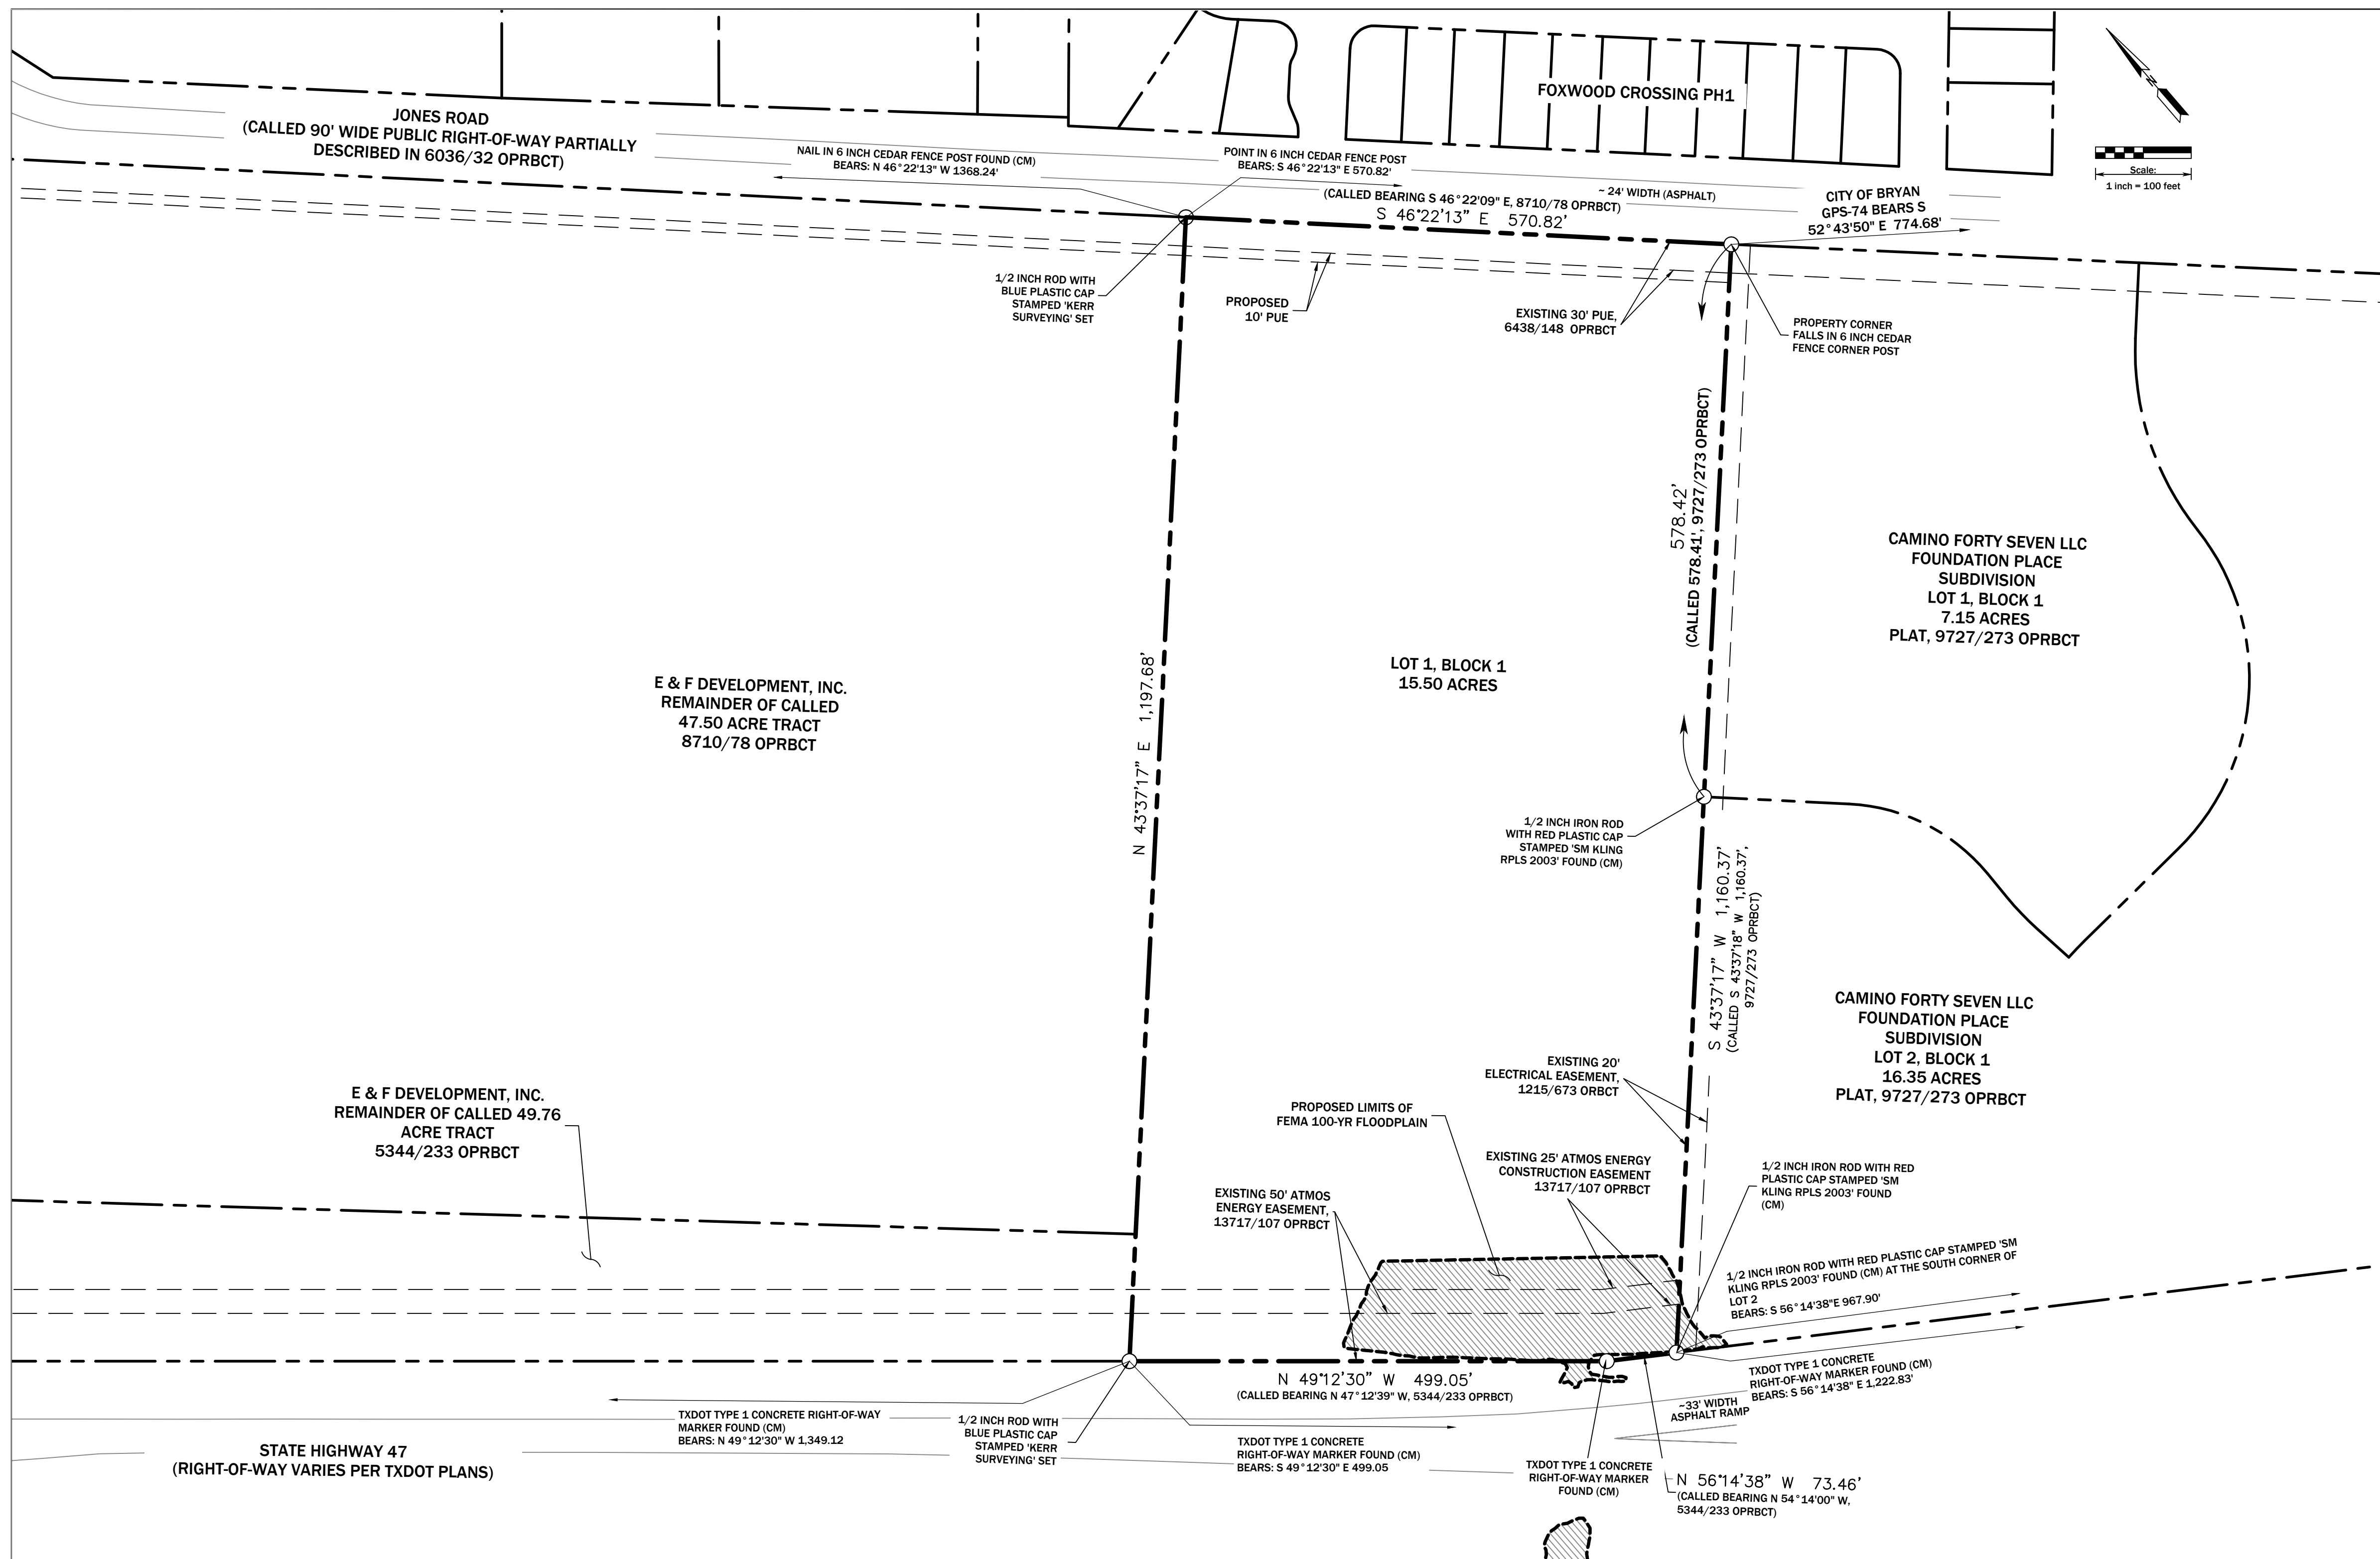 FOXWOOD CROSSING PH1
N
Scale:
1 inch = 100 feet
JONES ROAD
(CALLED 90' WIDE PUBLIC RIGHT-OF-WAY PARTIALLY
DESCRIBED IN 6036/32 OPRBCT)
NAIL IN 6 INCH CEDAR FENCE POST FOUND (CM)
BEARS: N 46°22'13" W 1368.24'
POINT IN 6 INCH CEDAR FENCE POST
BEARS: S 46°22'13" E 570.82'
(CALLED BEARING S 46°22'09" E, 8710/78 OPRBCT)
S 46°22'13" E 570.82'
~ 24' WIDTH (ASPHALT)
CITY OF BRYAN
GPS-74 BEARS S
52°43'50" E 774.68'
1/2 INCH ROD WITH
BLUE PLASTIC CAP
STAMPED 'KERR
SURVEYING' SET
PROPOSED
10' PUE
EXISTING 30' PUE,
6438/148 OPRBCT
PROPERTY CORNER
FALLS IN 6 INCH CEDAR
FENCE CORNER POST
578.42'
(CALLED 578.41', 9727/273 OPRBCT)
CAMINO FORTY SEVEN LLC
FOUNDATION PLACE
SUBDIVISION
LOT 1, BLOCK 1
7.15 ACRES
PLAT, 9727/273 OPRBCT
E & F DEVELOPMENT, INC.
REMAINDER OF CALLED
47.50 ACRE TRACT
8710/78 OPRBCT
N 43°37'17" E 1,197.68'
LOT 1, BLOCK 1
15.50 ACRES
1/2 INCH IRON ROD
WITH RED PLASTIC CAP
STAMPED 'SM KLING
RPLS 2003' FOUND (CM)
S 43°37'17" W 1,160.37'
(CALLED S 43°37'18" W 1,160.37',
9727/273 OPRBCT)
CAMINO FORTY SEVEN LLC
FOUNDATION PLACE
SUBDIVISION
LOT 2, BLOCK 1
16.35 ACRES
PLAT, 9727/273 OPRBCT
E & F DEVELOPMENT, INC.
REMAINDER OF CALLED 49.76
ACRE TRACT
5344/233 OPRBCT
EXISTING 20'
ELECTRICAL EASEMENT,
1215/673 ORBCT
PROPOSED LIMITS OF
FEMA 100-YR FLOODPLAIN
EXISTING 25' ATMOS ENERGY
CONSTRUCTION EASEMENT
13717/107 OPRBCT
EXISTING 50' ATMOS
ENERGY EASEMENT,
13717/107 OPRBCT
1/2 INCH IRON ROD WITH RED
PLASTIC CAP STAMPED 'SM
KLING RPLS 2003' FOUND
(CM)
1/2 INCH IRON ROD WITH RED PLASTIC CAP STAMPED 'SM
KLING RPLS 2003' FOUND (CM) AT THE SOUTH CORNER OF
LOT 2
BEARS: S 56°14'38"E 967.90'
TXDOT TYPE 1 CONCRETE
RIGHT-OF-WAY MARKER FOUND (CM)
BEARS: S 56°14'38" E 1,222.83'
N 49°12'30" W 499.05'
(CALLED BEARING N 47°12'39" W, 5344/233 OPRBCT)
~33' WIDTH
ASPHALT RAMP
TXDOT TYPE 1 CONCRETE RIGHT-OF-WAY
MARKER FOUND (CM)
BEARS: N 49°12'30" W 1,349.12
1/2 INCH ROD WITH
BLUE PLASTIC CAP
STAMPED 'KERR
SURVEYING' SET
TXDOT TYPE 1 CONCRETE
RIGHT-OF-WAY MARKER FOUND (CM)
BEARS: S 49°12'30" E 499.05
STATE HIGHWAY 47
(RIGHT-OF-WAY VARIES PER TXDOT PLANS)
TXDOT TYPE 1 CONCRETE
RIGHT-OF-WAY MARKER
FOUND (CM)
N 56°14'38" W 73.46'
(CALLED BEARING N 54°14'00" W,
5344/233 OPRBCT)